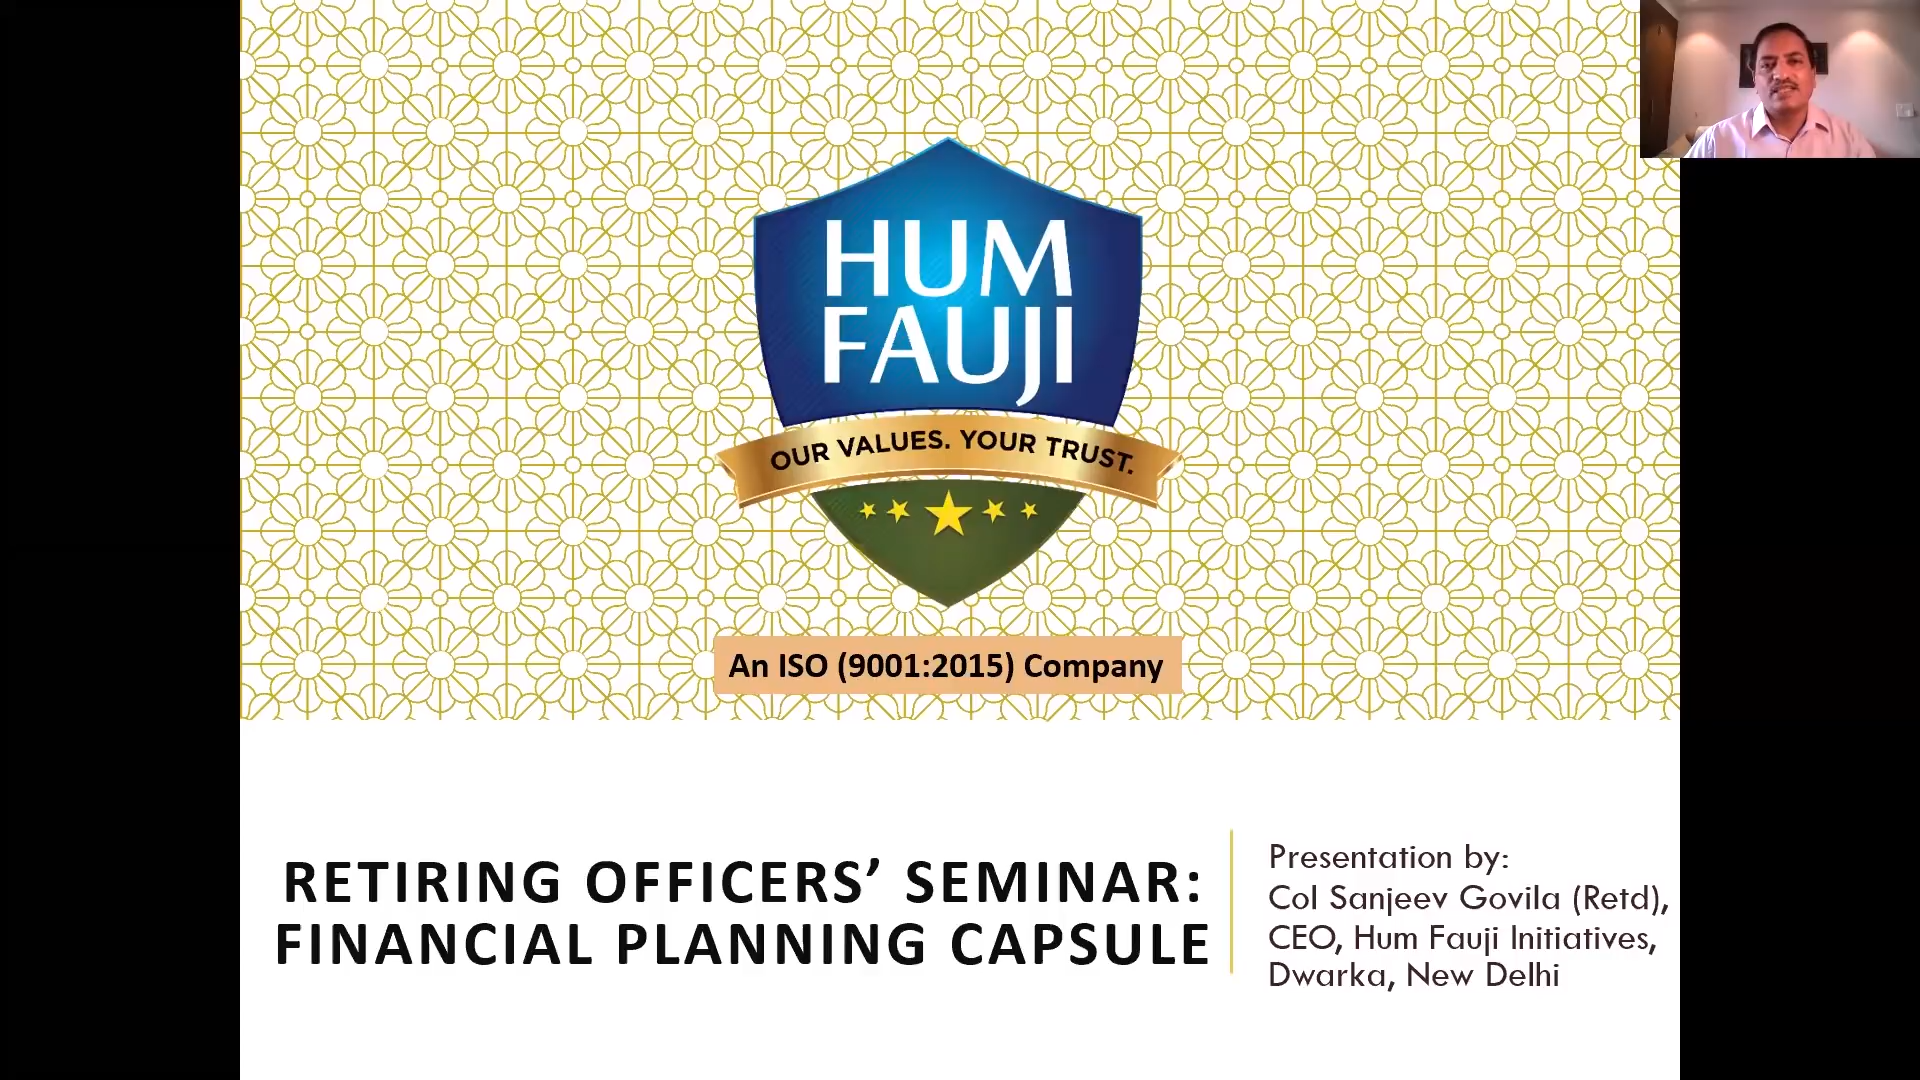 HUM
FAUJI
OUR VALUES. YOUR TRUST.
An ISO (9001:2015) Company
RETIRING OFFICERS’ SEMINAR:
FINANCIAL PLANNING CAPSULE
Presentation by:
Col Sanjeev Govila (Retd),
CEO, Hum Fauji Initiatives,
Dwarka, New Delhi